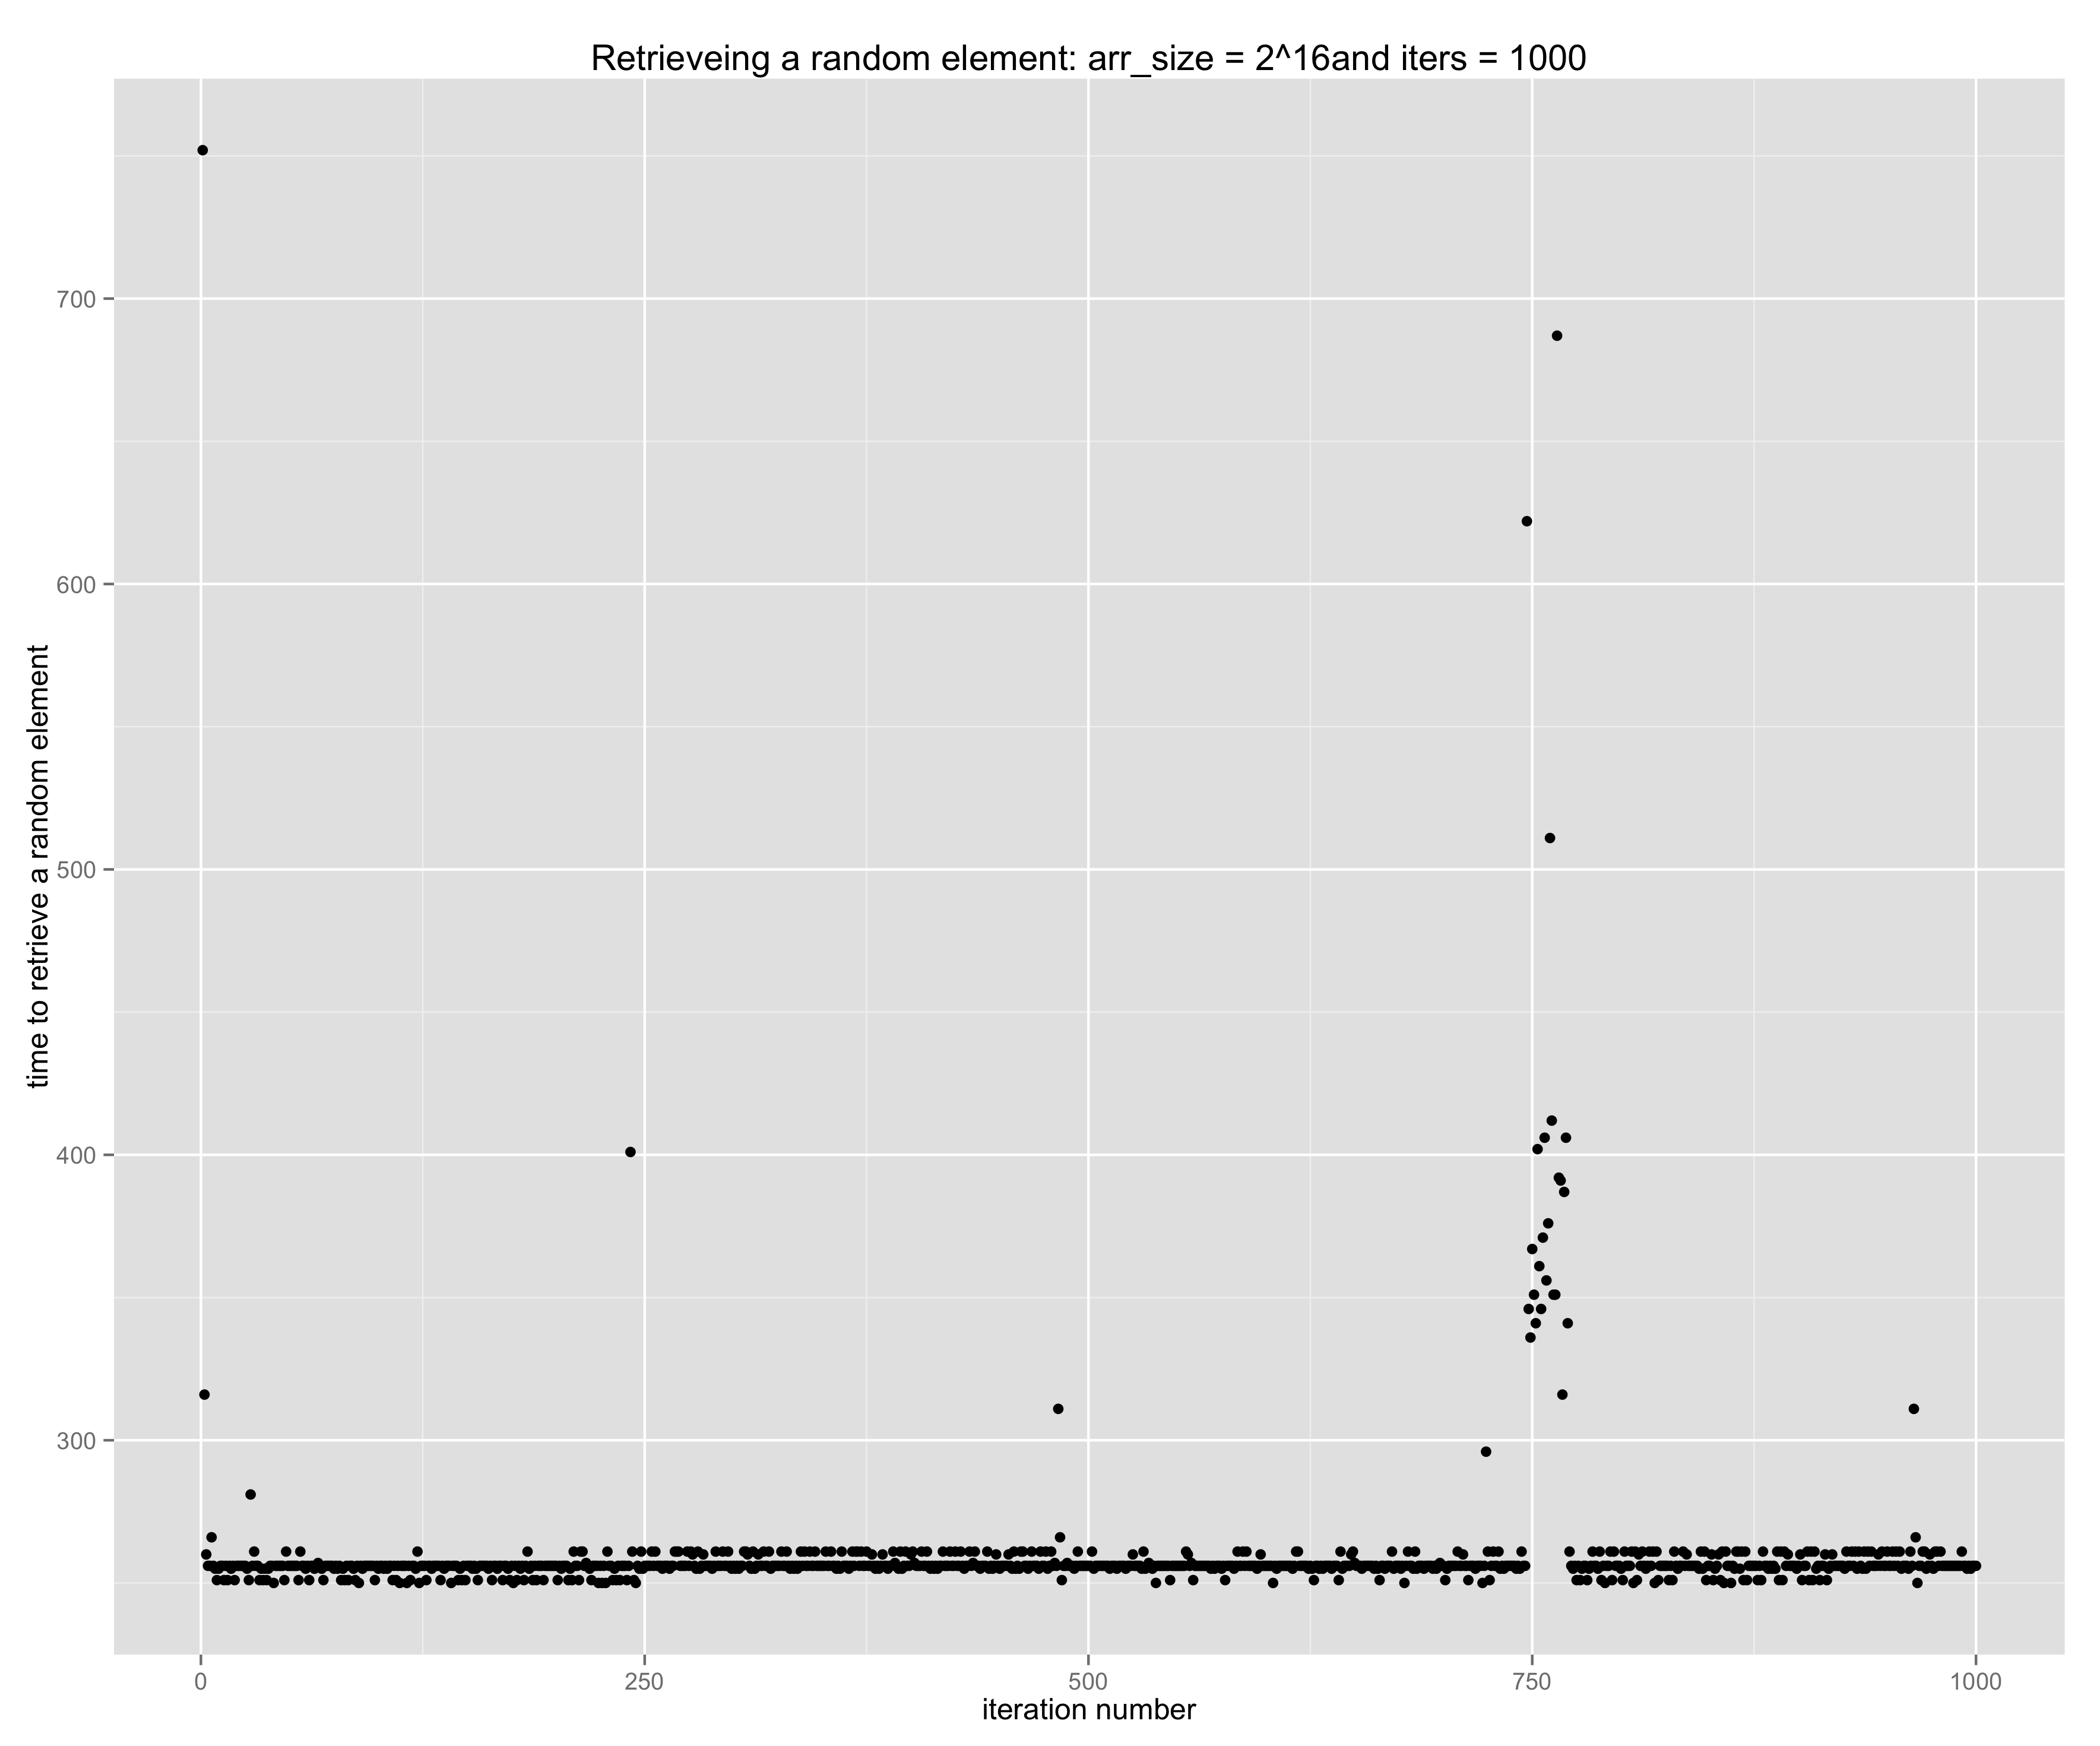 Retrieveing a random element: arr_size = 2^16and iters = 1000
time to retrieve a random element
700
600
500
400
300
0 250 500 750 1000
iteration number